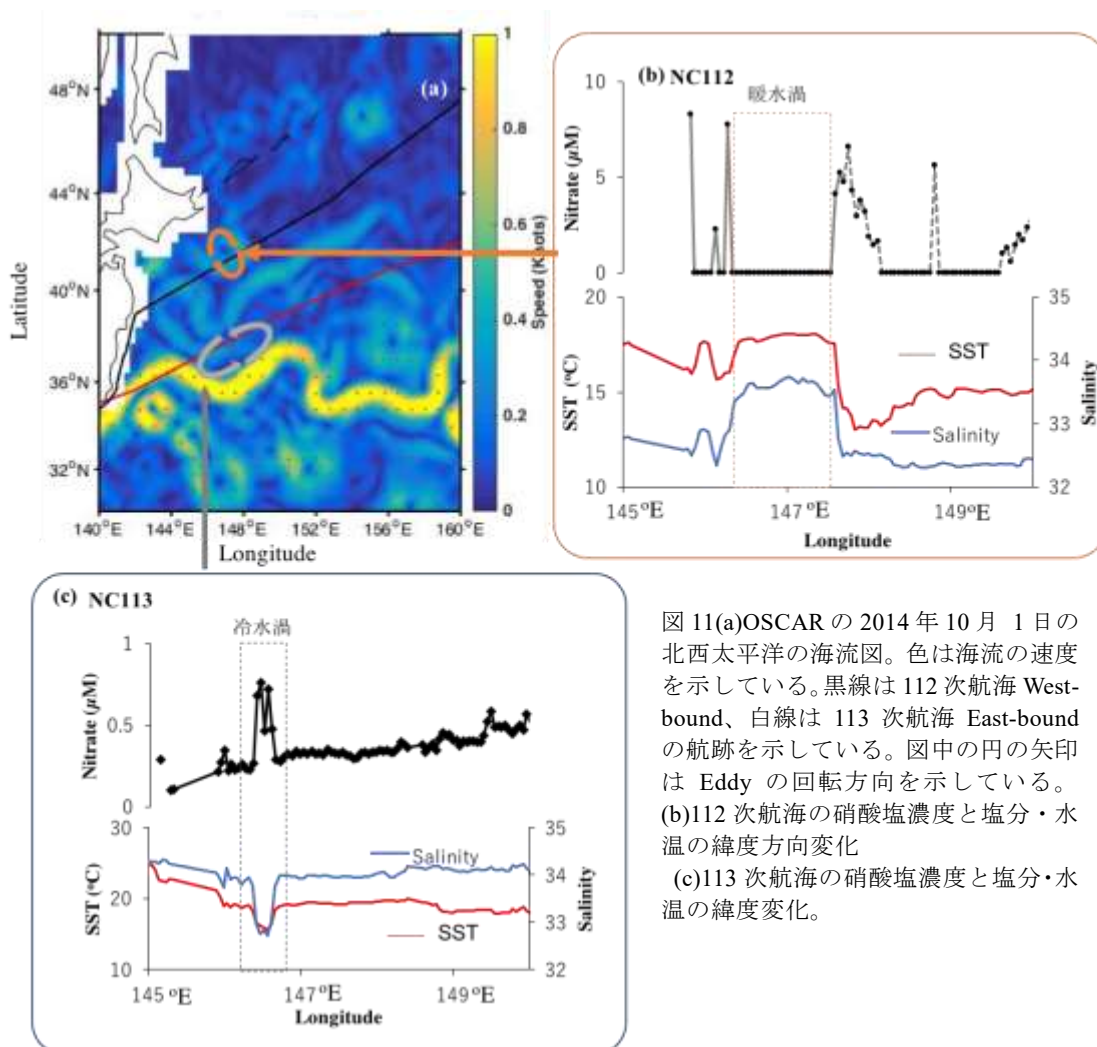 (a)
48°N
44°N
40°N
36°N
32°N
140°E 144°E 148°E 152°E 156°E 160°E
Latitude
Longitude
1
0.8
0.6
0.4
0.2
0
Speed (Knots)
(b) NC112
暖水渦
10
5
0
Nitrate (µM)
20
15
10
SST (°C)
SST
Salinity
35
34
33
32
Salinity
145°E 147°E 149°E
Longitude
(c) NC113
冷水渦
1
0.5
0
Nitrate (µM)
30
20
10
SST (°C)
Salinity
SST
35
34
33
32
Salinity
145 °E 147°E 149°E
Longitude
図 11(a)OSCAR の 2014 年 10 月 1 日の
北西太平洋の海流図。色は海流の速度
を示している。黒線は 112 次航海 West-
bound、白線は 113 次航海 East-bound
の航跡を示している。図中の円の矢印
は Eddy の回転方向を示している。
(b)112 次航海の硝酸塩濃度と塩分・水
温の緯度方向変化
(c)113 次航海の硝酸塩濃度と塩分・水
温の緯度変化。